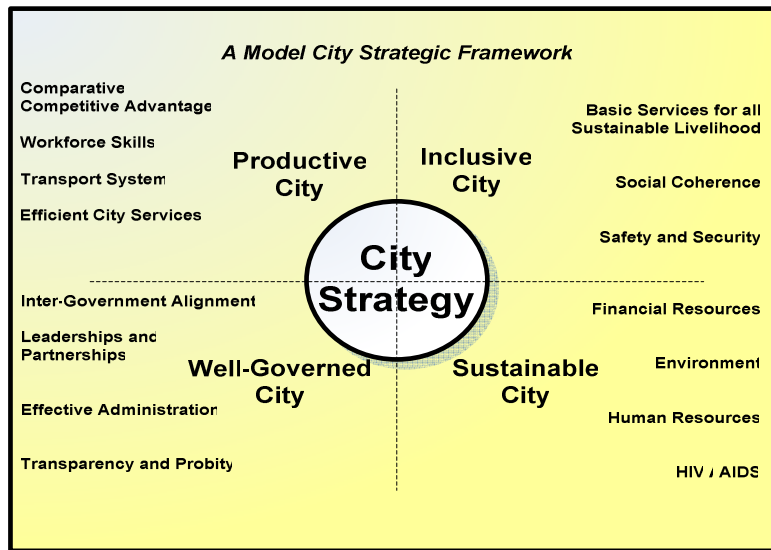 A Model City Strategic Framework
Comparative
Competitive Advantage
Workforce Skills
Transport System
Efficient City Services
Productive
City
Inclusive
City
Basic Services for all
Sustainable Livelihood
Social Coherence
Safety and Security
City
Strategy
Inter-Government Alignment
Leaderships and
Partnerships
Effective Administration
Transparency and Probity
Well-Governed
City
Sustainable
City
Financial Resources
Environment
Human Resources
HIV / AIDS